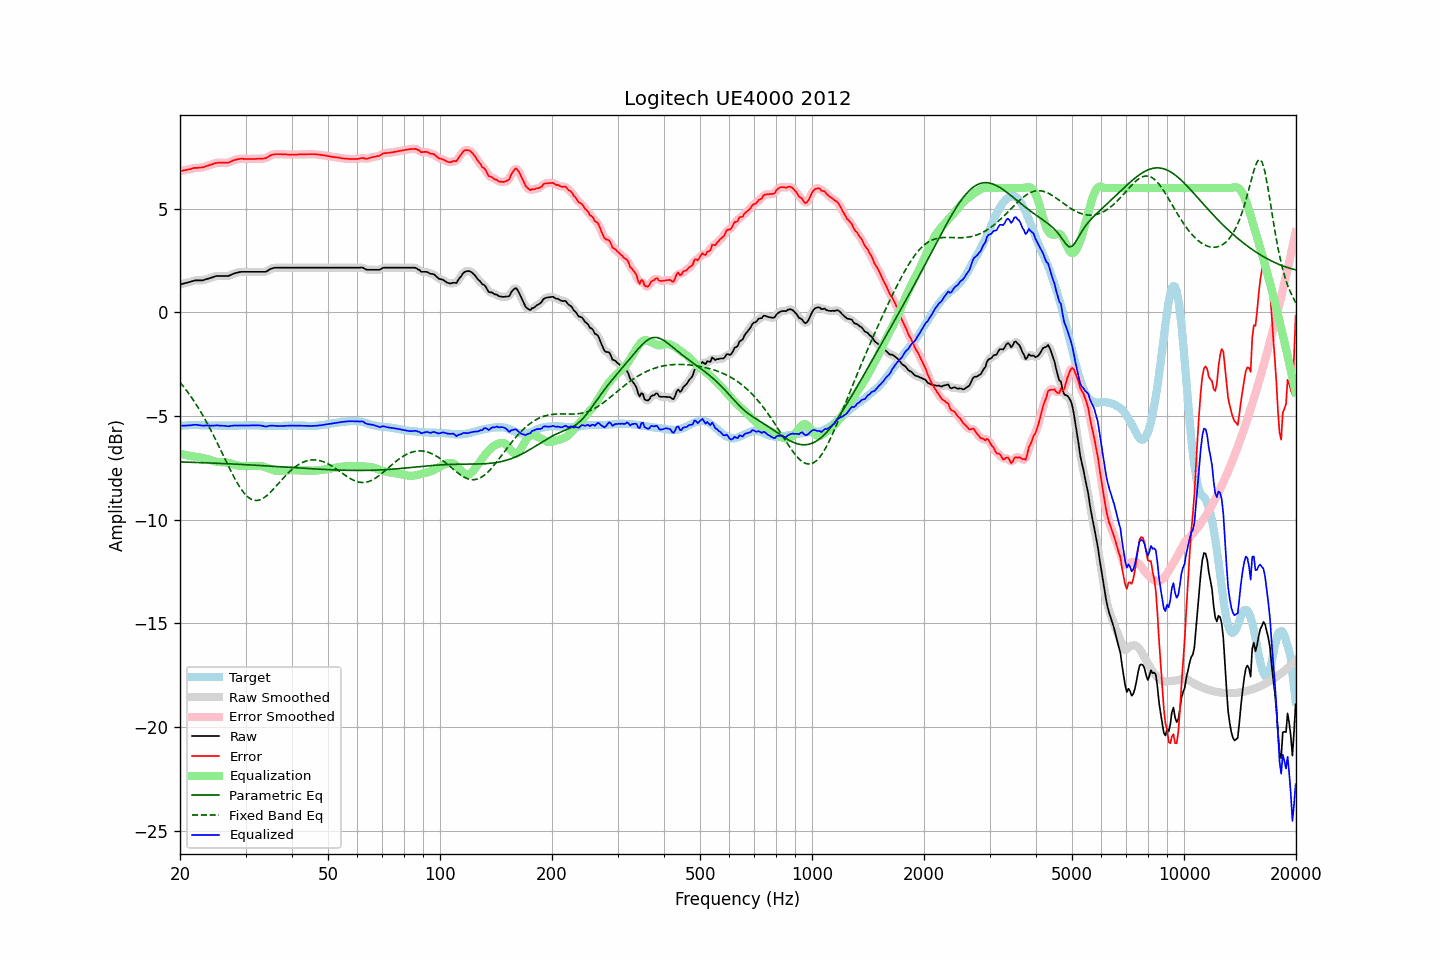 Logitech UE4000 2012
Amplitude (dBr)
5
0
−5
−10
−15
−20
−25
Target
Raw Smoothed
Error Smoothed
Raw
Error
Equalization
Parametric Eq
Fixed Band Eq
Equalized
20
50
100
200
500
1000
2000
5000
10000
20000
Frequency (Hz)